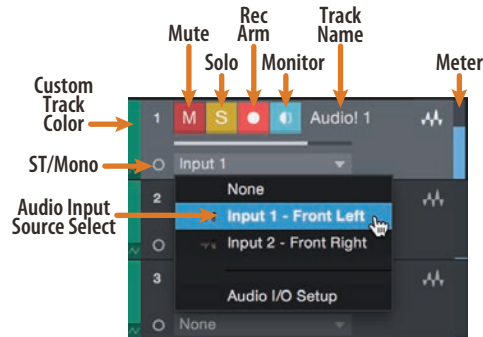 Rec
Mute Arm Track Name
Solo Monitor Meter
Custom Track Color
1 M S Audio! 1
ST/Mono
Input 1
None
2
Audio Input Source Select
Input 1 - Front Left
Input 2 - Front Right
3
Audio I/O Setup
None